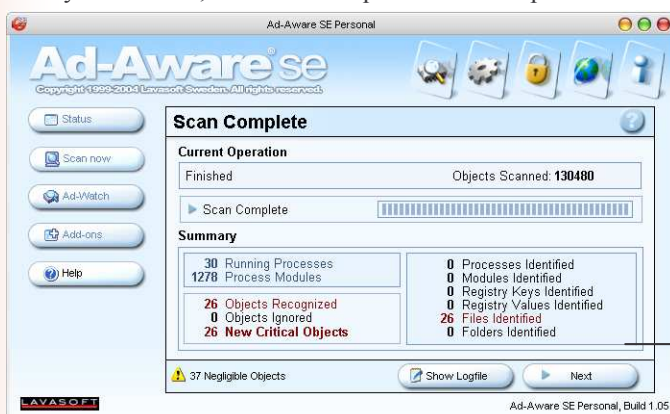 Ad-Aware SE Personal
Ad-Aware se
Copyright 1999-2004 Lavasoft Sweden. All rights reserved.
Status
Scan now
Ad-Watch
Add-ons
Help
Scan Complete
Current Operation
Finished Objects Scanned: 130480
Scan Complete
Summary
30 Running Processes
1278 Process Modules
26 Objects Recognized
0 Objects Ignored
26 New Critical Objects
0 Processes Identified
0 Modules Identified
0 Registry Keys Identified
0 Registry Values Identified
26 Files Identified
0 Folders Identified
37 Negligible Objects
Show Logfile
Next
LAVASOFT
Ad-Aware SE Personal, Build 1.05